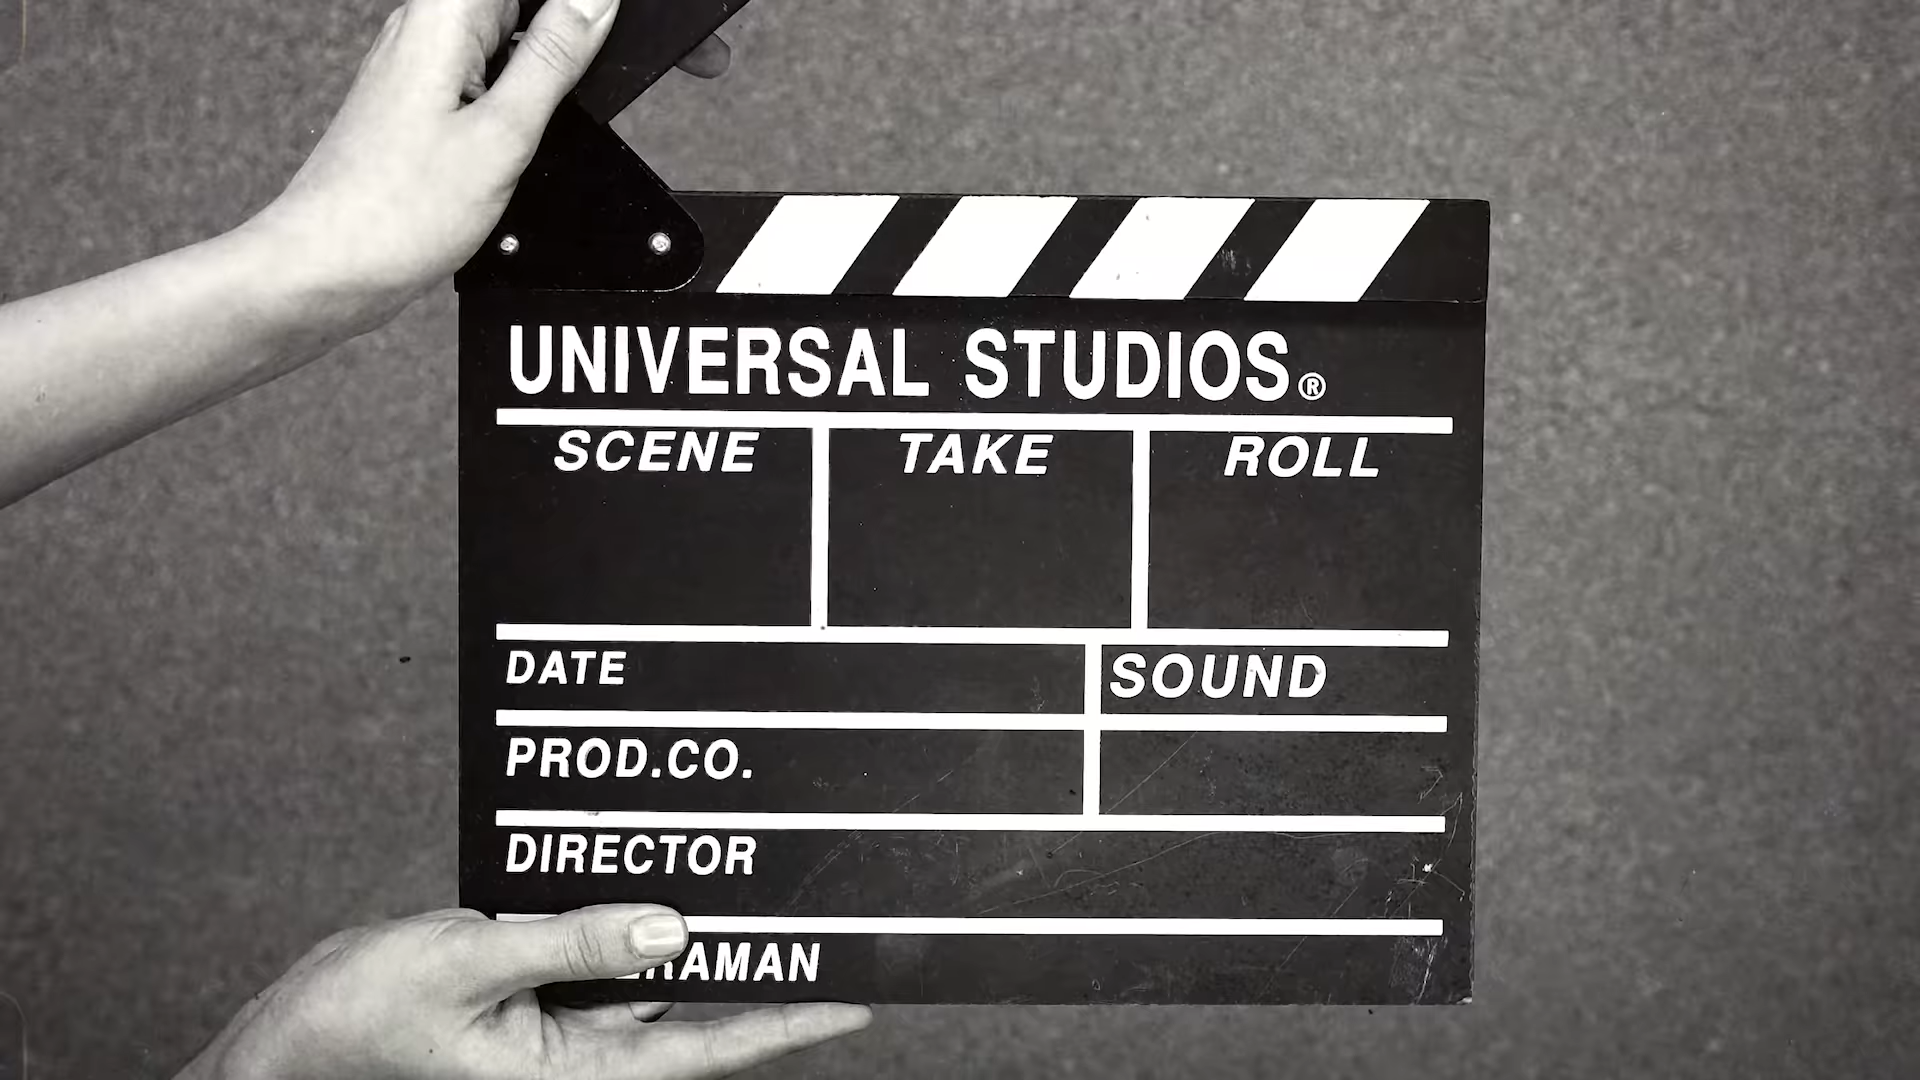 UNIVERSAL STUDIOS®
SCENE TAKE ROLL
DATE SOUND
PROD.CO.
DIRECTOR